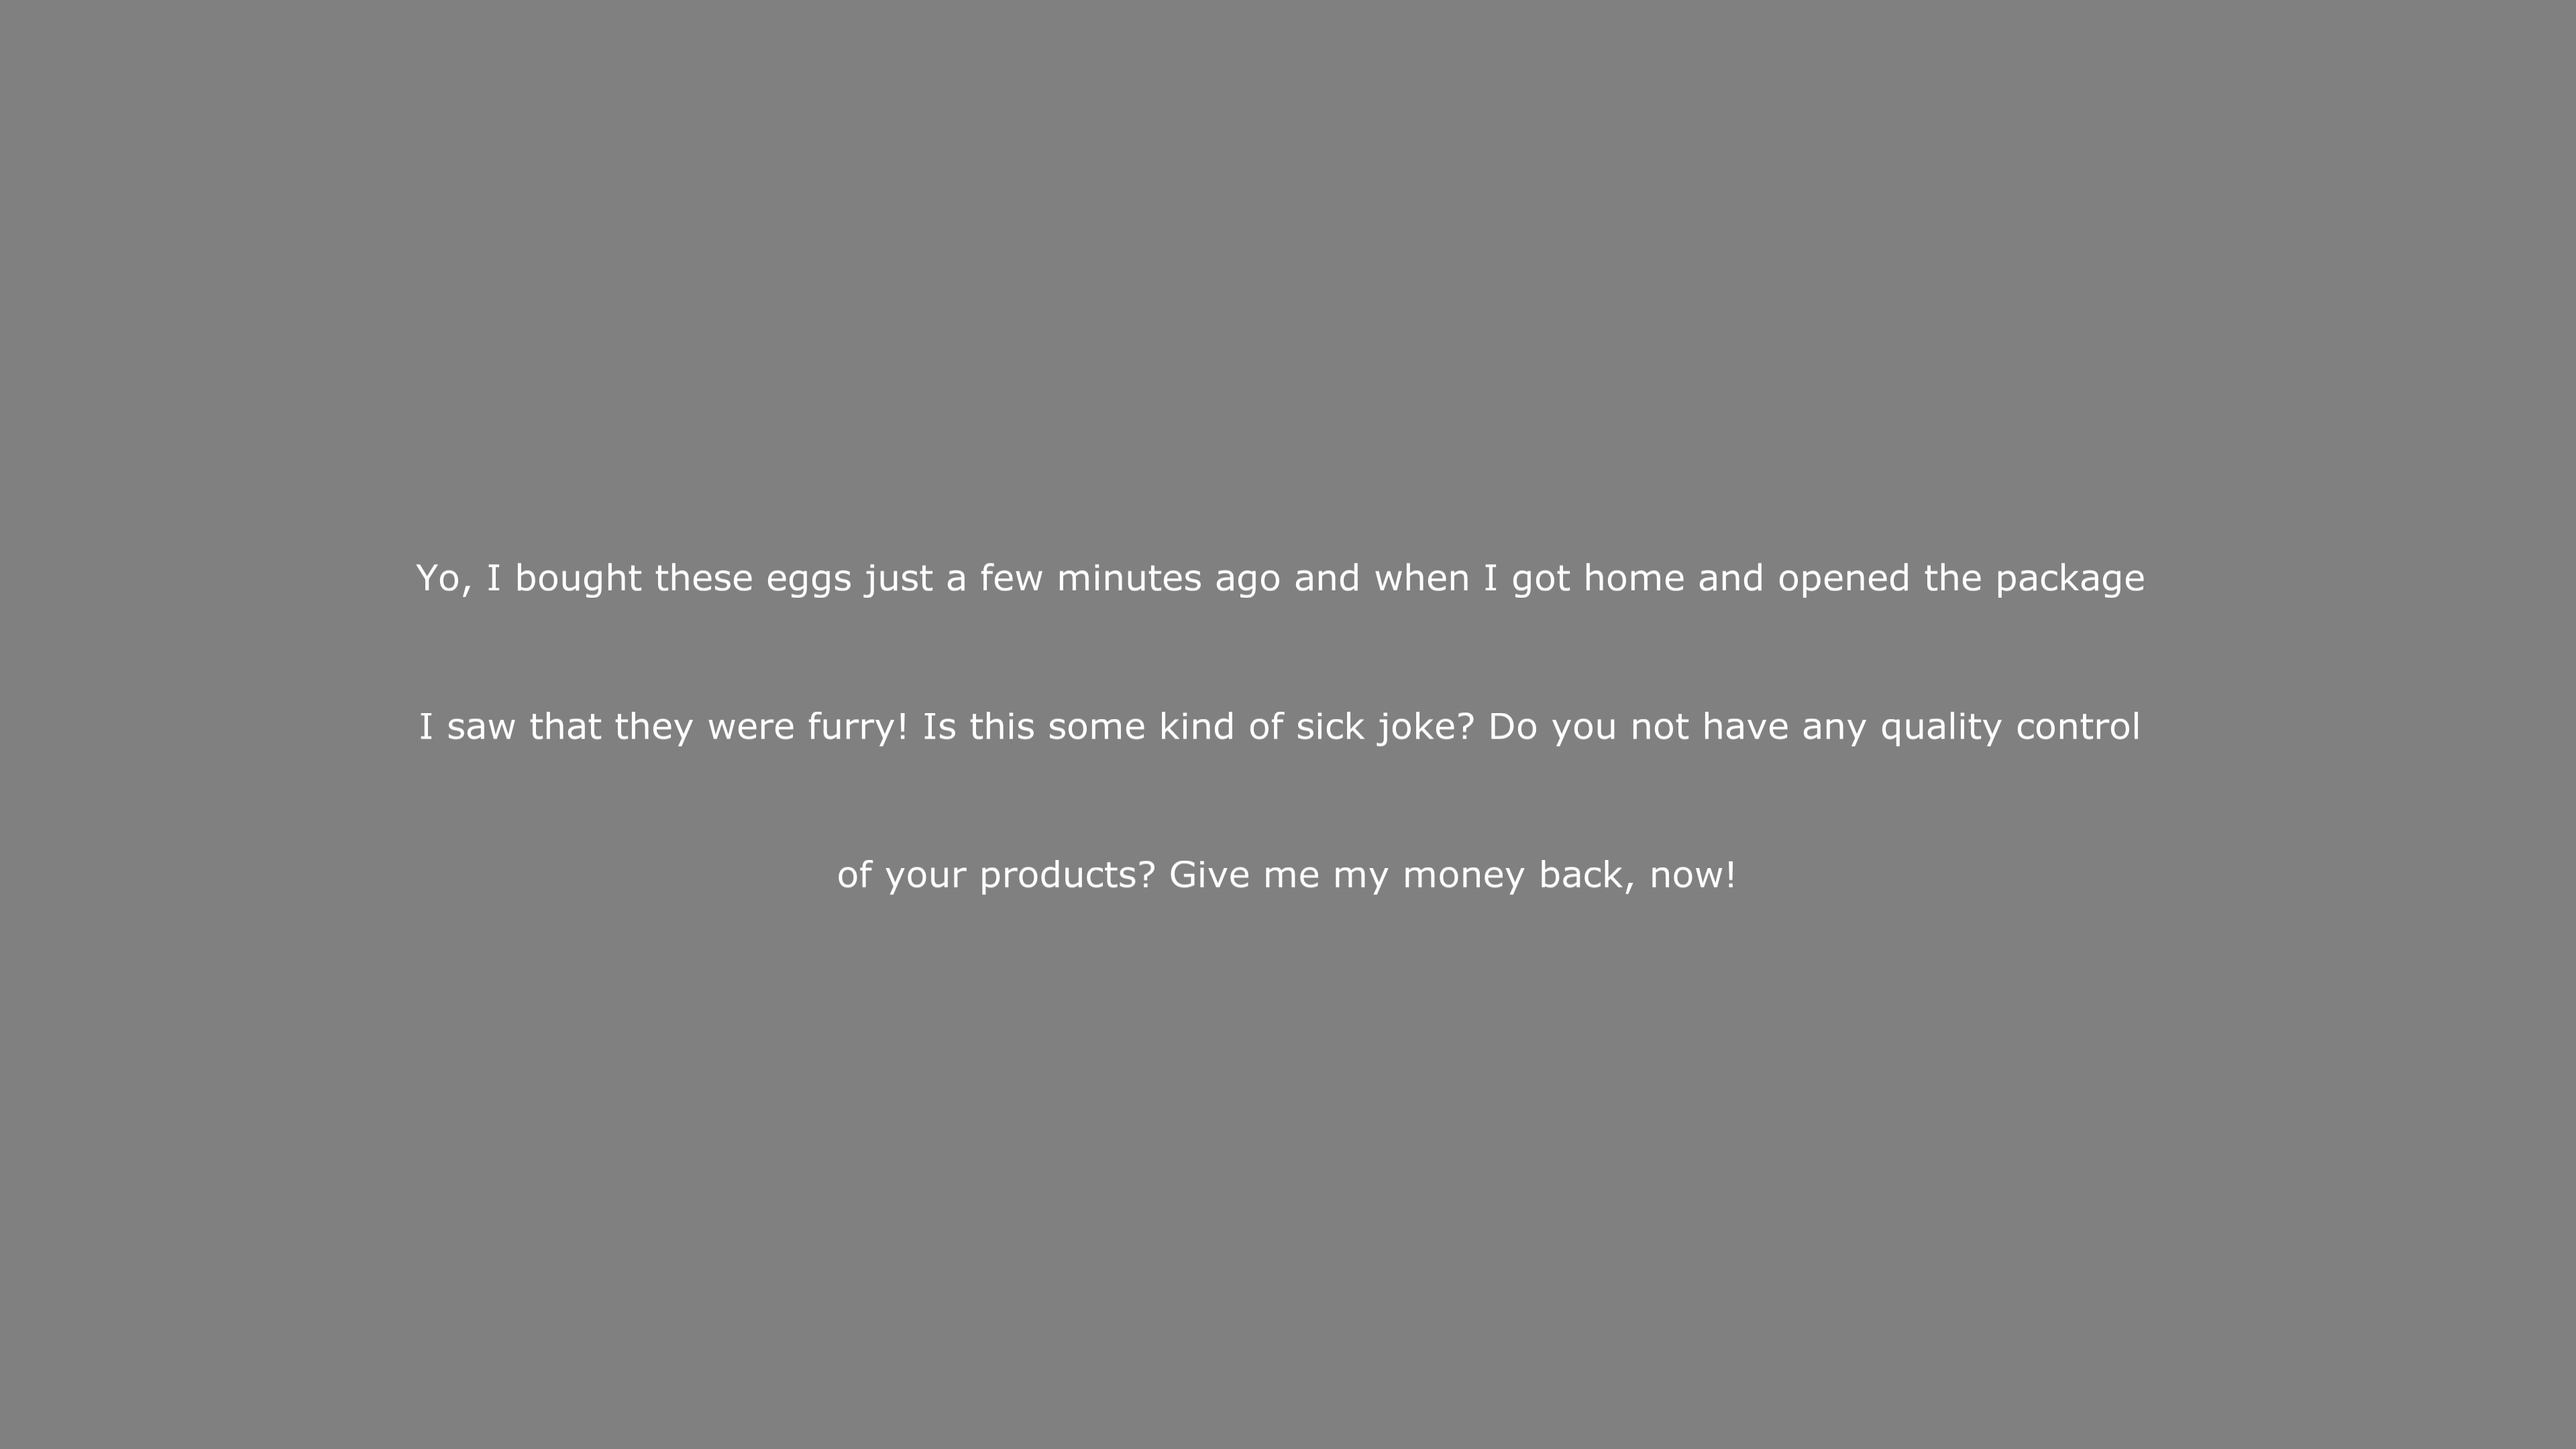 Yo, I bought these eggs just a few minutes ago and when I got home and opened the package
I saw that they were furry! Is this some kind of sick joke? Do you not have any quality control
of your products? Give me my money back, now!